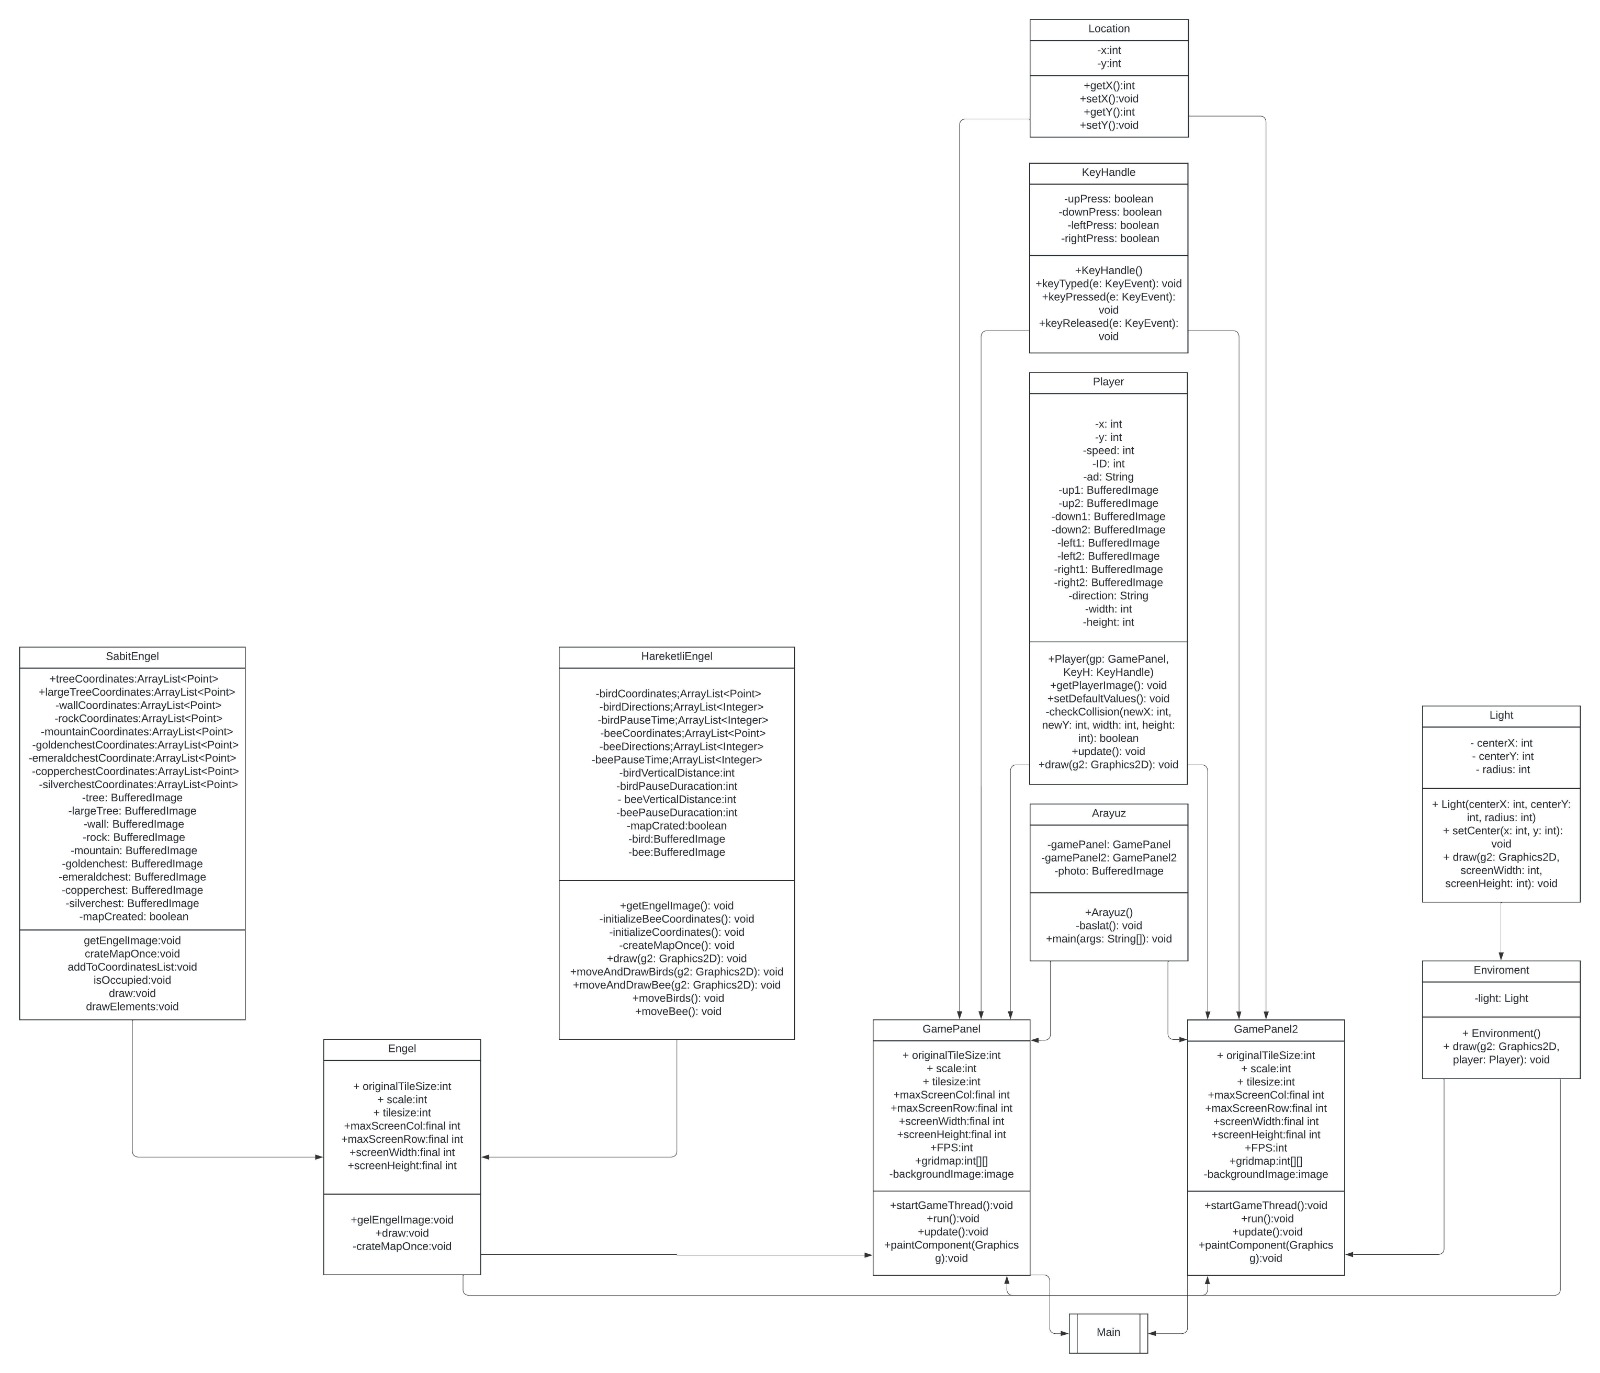 Location
-x:int
-y:int
+getX():int
+setX():void
+getY():int
+setY():void
KeyHandle
-upPress: boolean
-downPress: boolean
-leftPress: boolean
-rightPress: boolean
+KeyHandle()
+keyTyped(e: KeyEvent): void
+keyPressed(e: KeyEvent):
void
+keyReleased(e: KeyEvent):
void
Player
-x: int
-y: int
-speed: int
-ID: int
-ad: String
-up1: BufferedImage
-up2: BufferedImage
-down1: BufferedImage
-down2: BufferedImage
-left1: BufferedImage
-left2: BufferedImage
-right1: BufferedImage
-right2: BufferedImage
-direction: String
-width: int
-height: int
+Player(gp: GamePanel,
KeyH: KeyHandle)
+getPlayerImage(): void
+setDefaultValues(): void
-checkCollision(newX: int,
newY: int, width: int, height:
int): boolean
+update(): void
+draw(g2: Graphics2D): void
SabitEngel
+treeCoordinates:ArrayList<Point>
+largeTreeCoordinates:ArrayList<Point>
-wallCoordinates:ArrayList<Point>
-rockCoordinates:ArrayList<Point>
-mountainCoordinates:ArrayList<Point>
-goldenchestCoordinates:ArrayList<Point>
-emeraldchestCoordinate:ArrayList<Point>
-copperchestCoordinates:ArrayList<Point>
-silverchestCoordinates:ArrayList<Point>
-tree: BufferedImage
-largeTree: BufferedImage
-wall: BufferedImage
-rock: BufferedImage
-mountain: BufferedImage
-goldenchest: BufferedImage
-emeraldchest: BufferedImage
-copperchest: BufferedImage
-silverchest: BufferedImage
-mapCreated: boolean
getEngelImage:void
crateMapOnce:void
addToCoordinatesList:void
isOccupied:void
draw:void
drawElements:void
HareketliEngel
-birdCoordinates;ArrayList<Point>
-birdDirections;ArrayList<Integer>
-birdPauseTime;ArrayList<Integer>
-beeCoordinates;ArrayList<Point>
-beeDirections;ArrayList<Integer>
-beePauseTime;ArrayList<Integer>
-birdVerticalDistance:int
-birdPauseDuracation:int
- beeVerticalDistance:int
-beePauseDuracation:int
-mapCrated:boolean
-bird:BufferedImage
-bee:BufferedImage
+getEngelImage(): void
-initializeBeeCoordinates(): void
-initializeCoordinates(): void
-createMapOnce(): void
+draw(g2: Graphics2D): void
+moveAndDrawBirds(g2: Graphics2D): void
+moveAndDrawBee(g2: Graphics2D): void
+moveBirds(): void
+moveBee(): void
Light
- centerX: int
- centerY: int
- radius: int
+ Light(centerX: int, centerY:
int, radius: int)
+ setCenter(x: int, y: int):
void
+ draw(g2: Graphics2D,
screenWidth: int,
screenHeight: int): void
Arayuz
-gamePanel: GamePanel
-gamePanel2: GamePanel2
-photo: BufferedImage
+Arayuz()
-baslat(): void
+main(args: String[]): void
Enviroment
-light: Light
+ Environment()
+ draw(g2: Graphics2D,
player: Player): void
Engel
+ originalTileSize:int
+ scale:int
+ tilesize:int
+maxScreenCol:final int
+maxScreenRow:final int
+screenWidth:final int
+screenHeight:final int
+gelEngelImage:void
+draw:void
-crateMapOnce:void
GamePanel
+ originalTileSize:int
+ scale:int
+ tilesize:int
+maxScreenCol:final int
+maxScreenRow:final int
+screenWidth:final int
+screenHeight:final int
+FPS:int
+gridmap:int[][]
-backgroundImage:image
+startGameThread():void
+run():void
+update():void
+paintComponent(Graphics
g):void
GamePanel2
+ originalTileSize:int
+ scale:int
+ tilesize:int
+maxScreenCol:final int
+maxScreenRow:final int
+screenWidth:final int
+screenHeight:final int
+FPS:int
+gridmap:int[][]
-backgroundImage:image
+startGameThread():void
+run():void
+update():void
+paintComponent(Graphics
g):void
Main